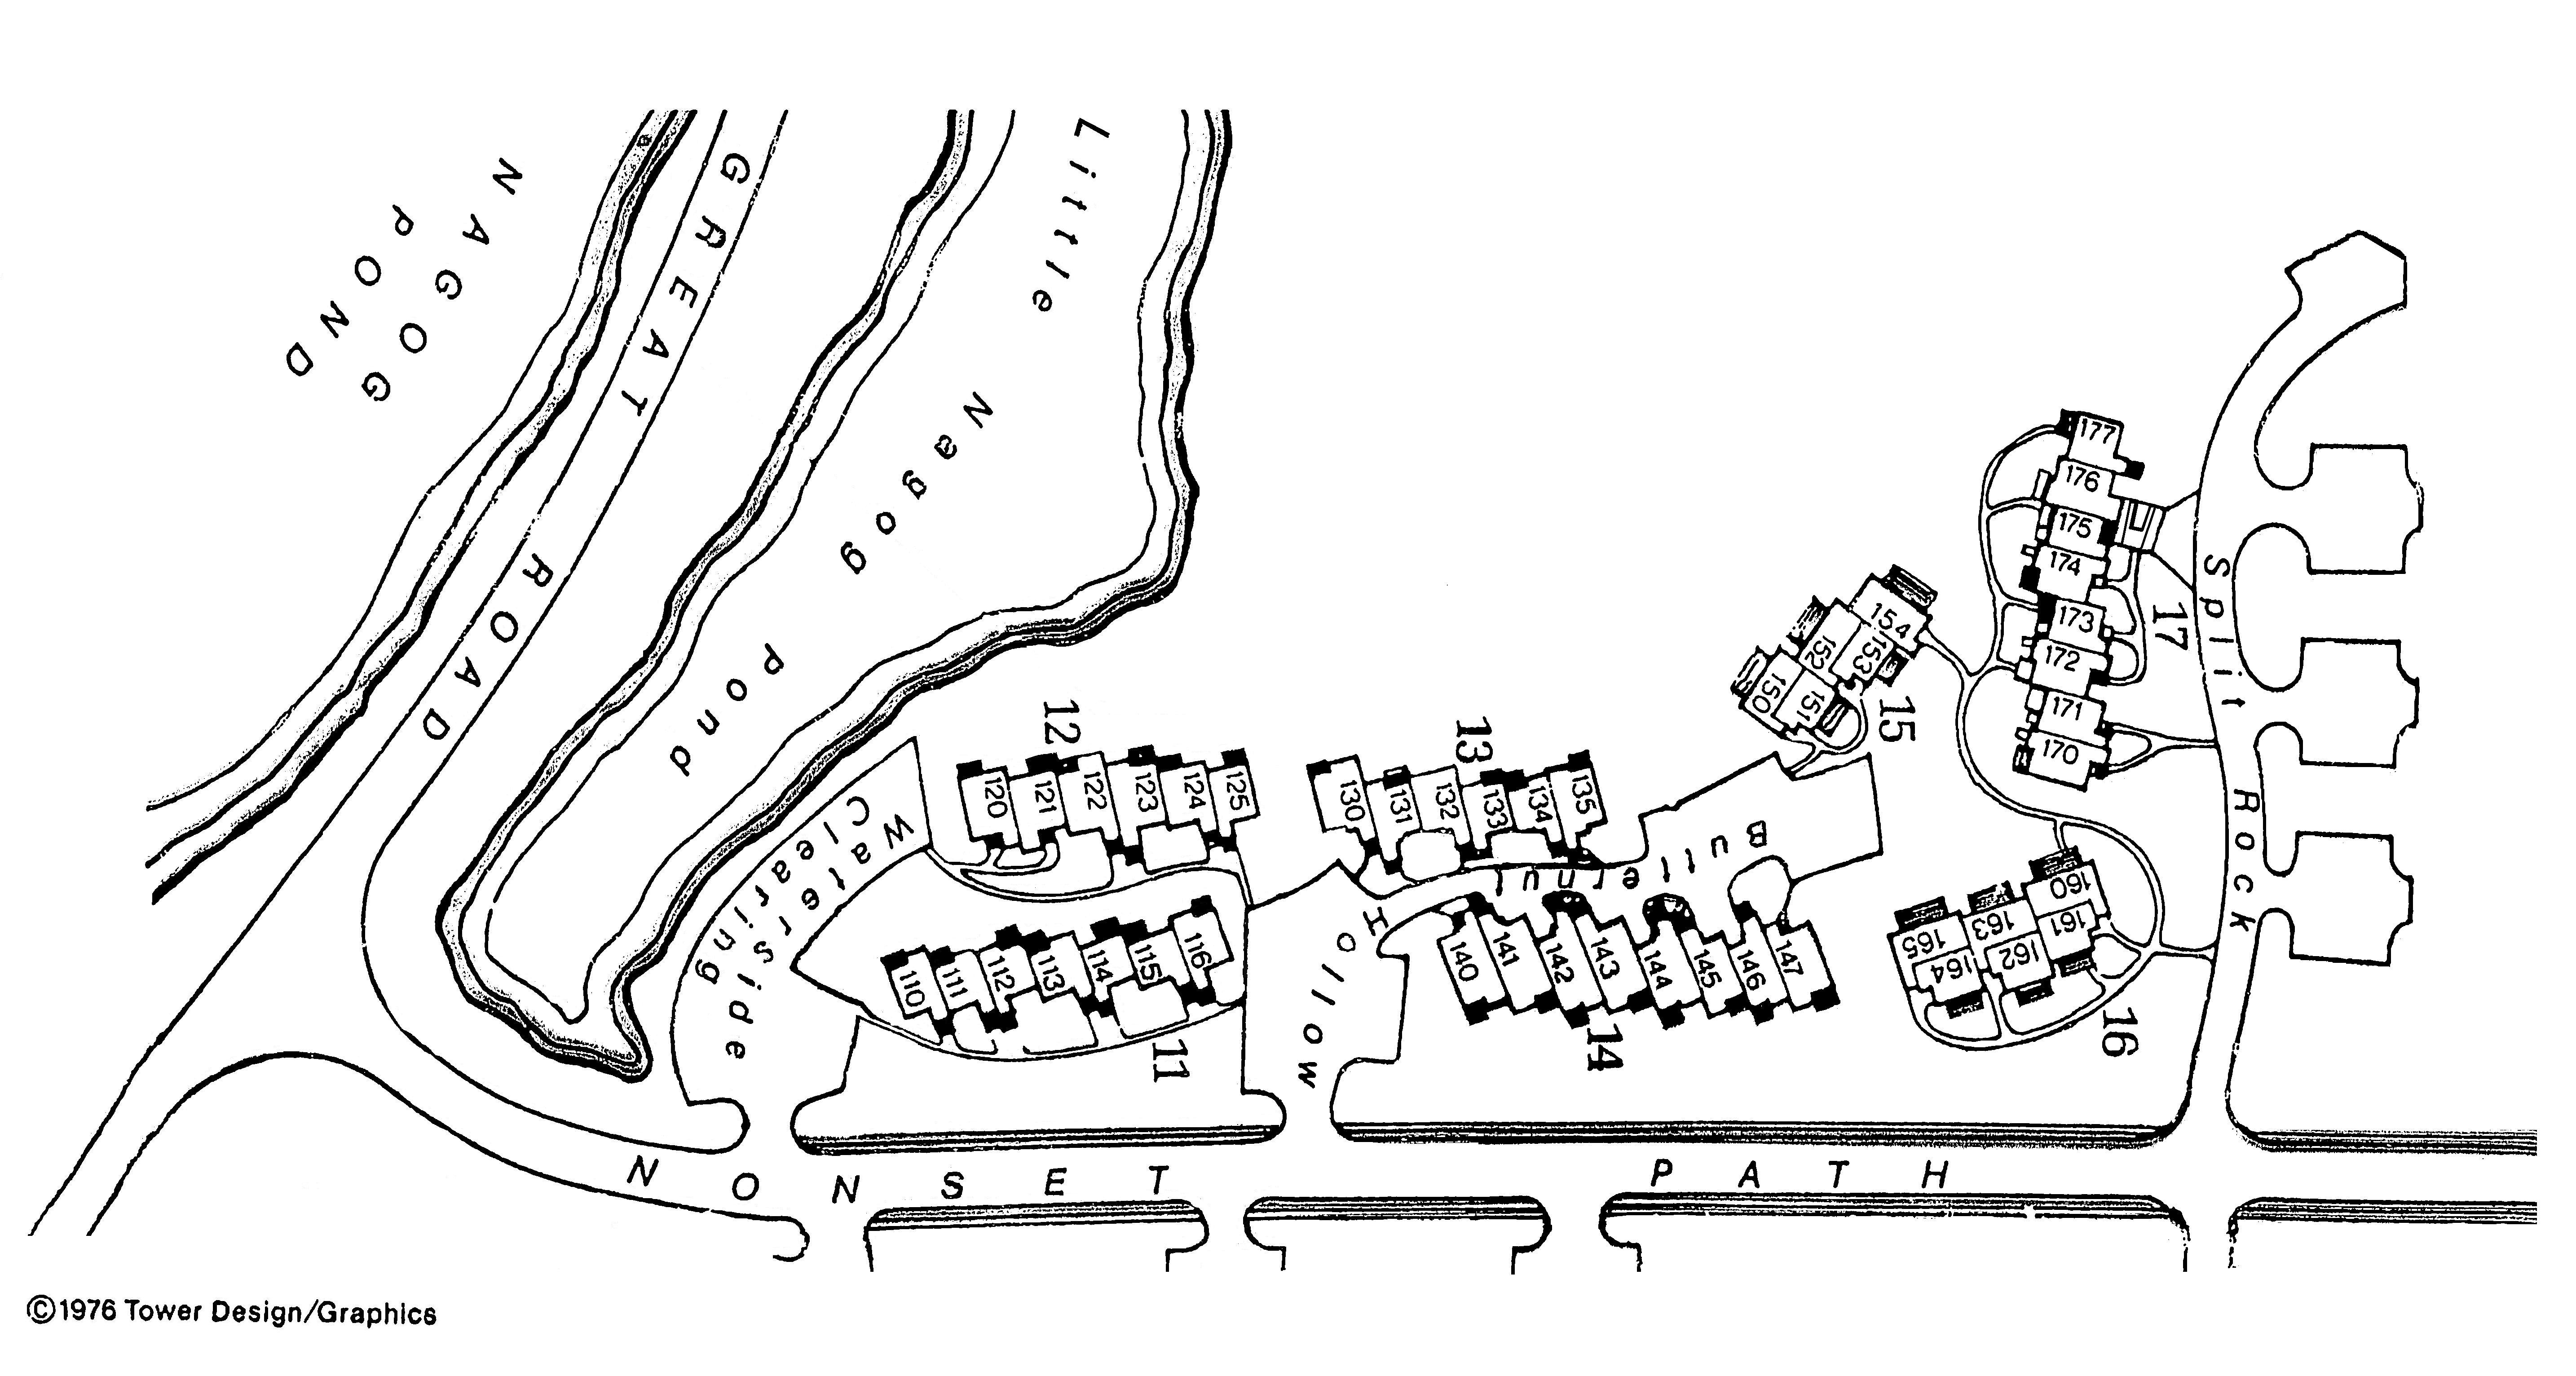 NAGOG
POND
GREAT ROAD
Little Nagog Pond
Waterside
Clearing
12
120 121 122 123 124 125
11
110 111 112 113 114 115 116
13
130 131 132 133 134 135
Butternut
Hollow
14
140 141 142 143 144 145 146 147
15
150 151 152 153 154
16
160 161 162 163 164 165
17
177
176
175
174
173
172
171
170
Split Rock
NONSET PATH
©1976 Tower Design/Graphics